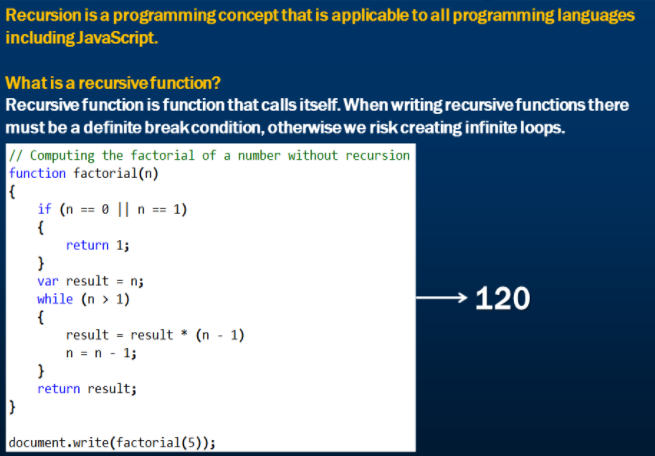 Recursion is a programming concept that is applicable to all programming languages
including JavaScript.
What is a recursive function?
Recursive function is function that calls itself. When writing recursive functions there
must be a definite break condition, otherwise we risk creating infinite loops.
// Computing the factorial of a number without recursion
function factorial(n)
{
    if (n == 0 || n == 1)
    {
        return 1;
    }
    var result = n;
    while (n > 1)
    {
        result = result * (n - 1)
        n = n - 1;
    }
    return result;
}
document.write(factorial(5));
120